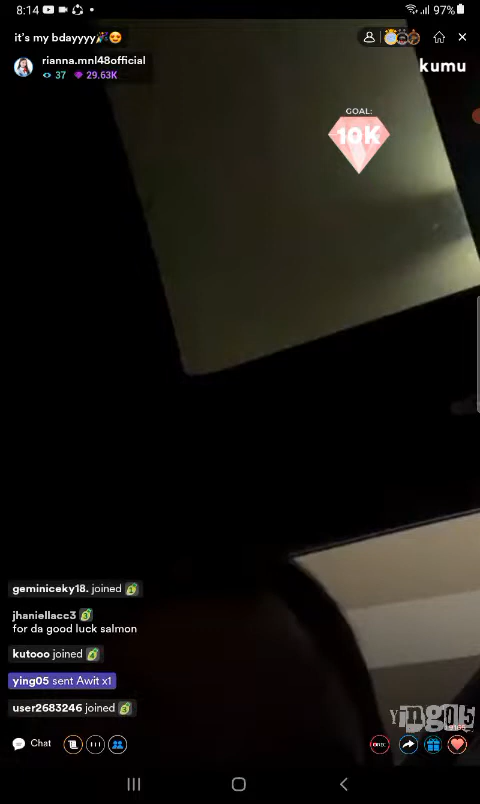 8:14
97%
it's my bdayyyy🎉😍
rianna.mnl48official
37 29.63K
kumu
GOAL:
10K
geminiceky18. joined
jhaniellacc3
for da good luck salmon
kutooo joined
ying05 sent Awit x1
user2683246 joined
Ying05
Chat